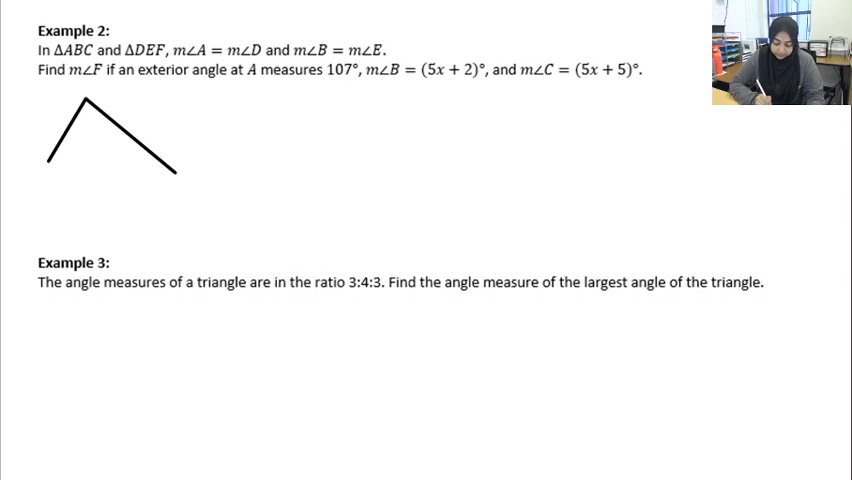 Example 2:
In ΔABC and ΔDEF, m∠A = m∠D and m∠B = m∠E.
Find m∠F if an exterior angle at A measures 107°, m∠B = (5x + 2)°, and m∠C = (5x + 5)°.
Example 3:
The angle measures of a triangle are in the ratio 3:4:3. Find the angle measure of the largest angle of the triangle.